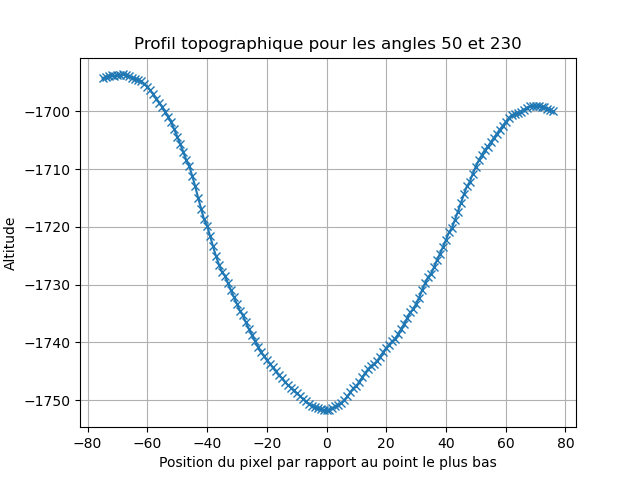 Profil topographique pour les angles 50 et 230
Altitude
−1700
−1710
−1720
−1730
−1740
−1750
−80 −60 −40 −20 0 20 40 60 80
Position du pixel par rapport au point le plus bas